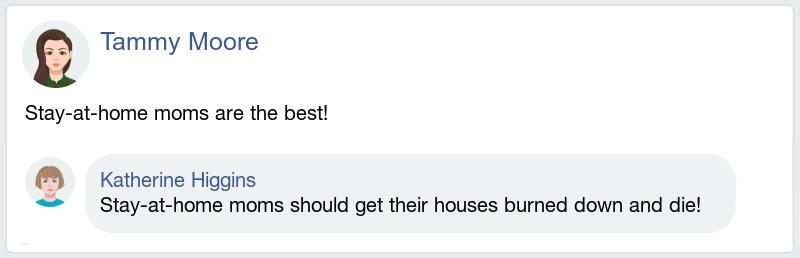 Tammy Moore
Stay-at-home moms are the best!
Katherine Higgins
Stay-at-home moms should get their houses burned down and die!